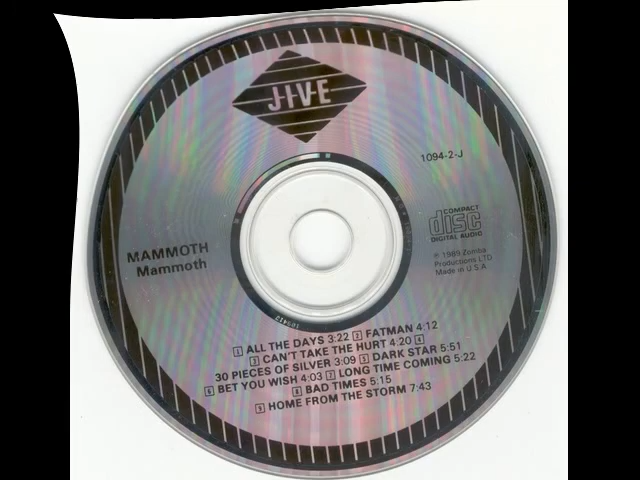 JIVE
1094-2-J
COMPACT
disc
DIGITAL AUDIO
MAMMOTH
Mammoth
℗ 1989 Zomba
Productions LTD
Made in U.S.A
1 ALL THE DAYS 3:22 2 FATMAN 4:12
3 CAN'T TAKE THE HURT 4:20 4
30 PIECES OF SILVER 3:09 5 DARK STAR 5:51
6 BET YOU WISH 4:03 7 LONG TIME COMING 5:22
8 BAD TIMES 5:15
9 HOME FROM THE STORM 7:43